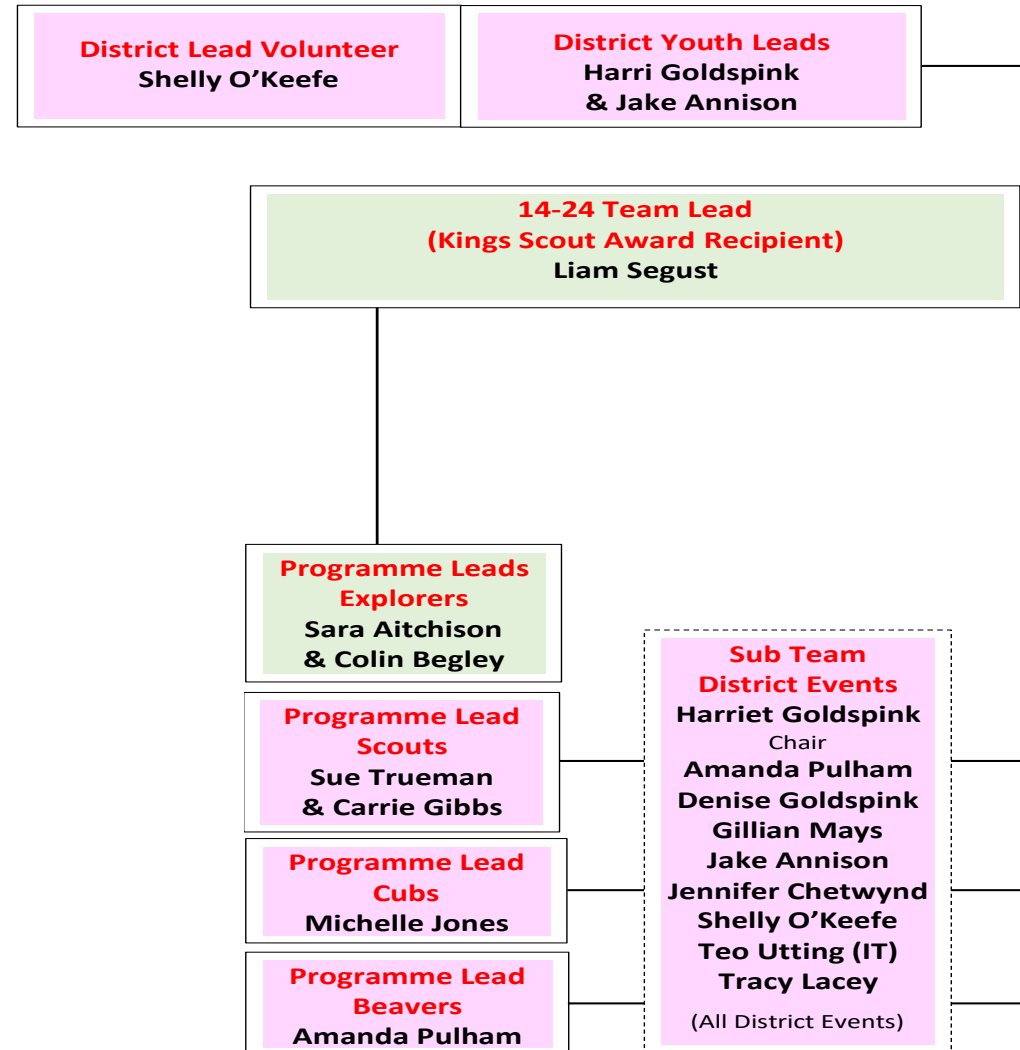 District Lead Volunteer
Shelly O’Keefe
District Youth Leads
Harri Goldspink
& Jake Annison
14-24 Team Lead
(Kings Scout Award Recipient)
Liam Segust
Programme Leads
Explorers
Sara Aitchison
& Colin Begley
Programme Lead
Scouts
Sue Trueman
& Carrie Gibbs
Programme Lead
Cubs
Michelle Jones
Programme Lead
Beavers
Amanda Pulham
Sub Team
District Events
Harriet Goldspink
Chair
Amanda Pulham
Denise Goldspink
Gillian Mays
Jake Annison
Jennifer Chetwynd
Shelly O’Keefe
Teo Utting (IT)
Tracy Lacey
(All District Events)